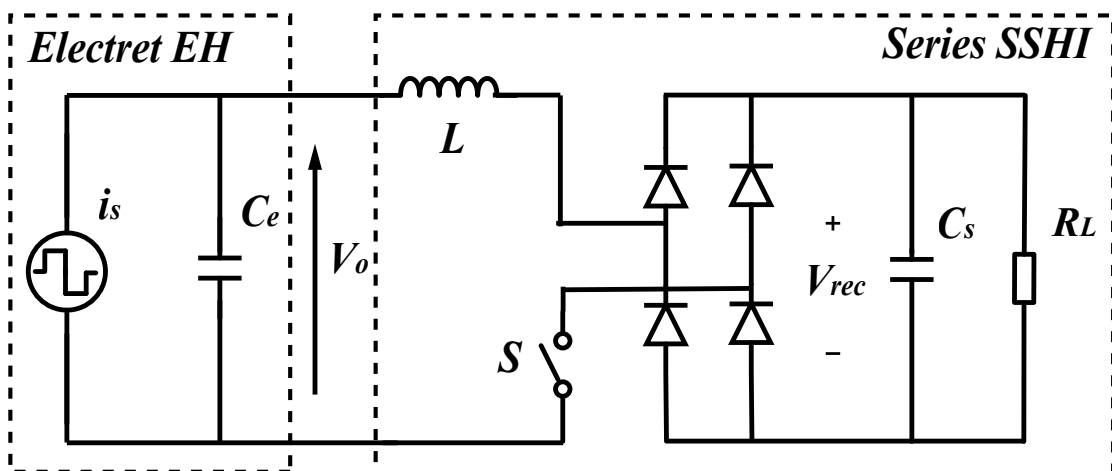 Electret EH
Series SSHI
L
is
Ce
Vo
S
+
Vrec
−
Cs
RL